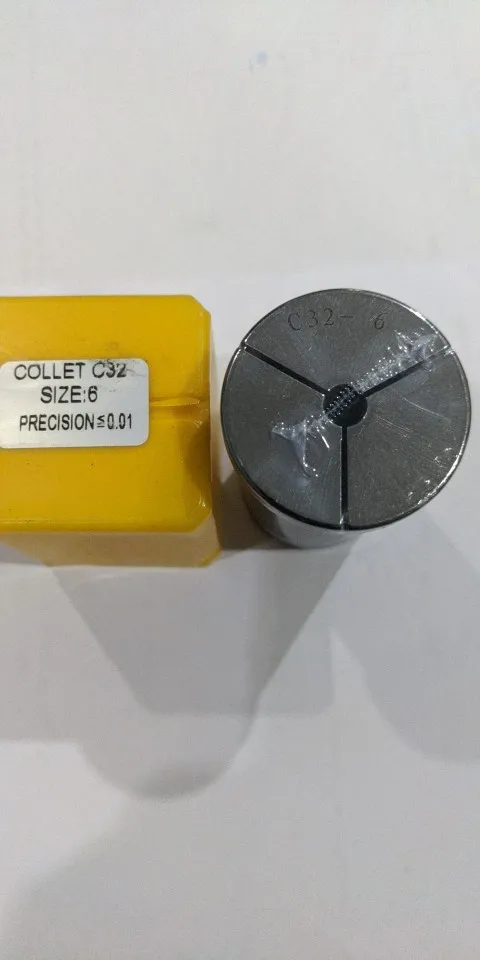 COLLET C32
SIZE:6
PRECISION≤0.01
C32- 6